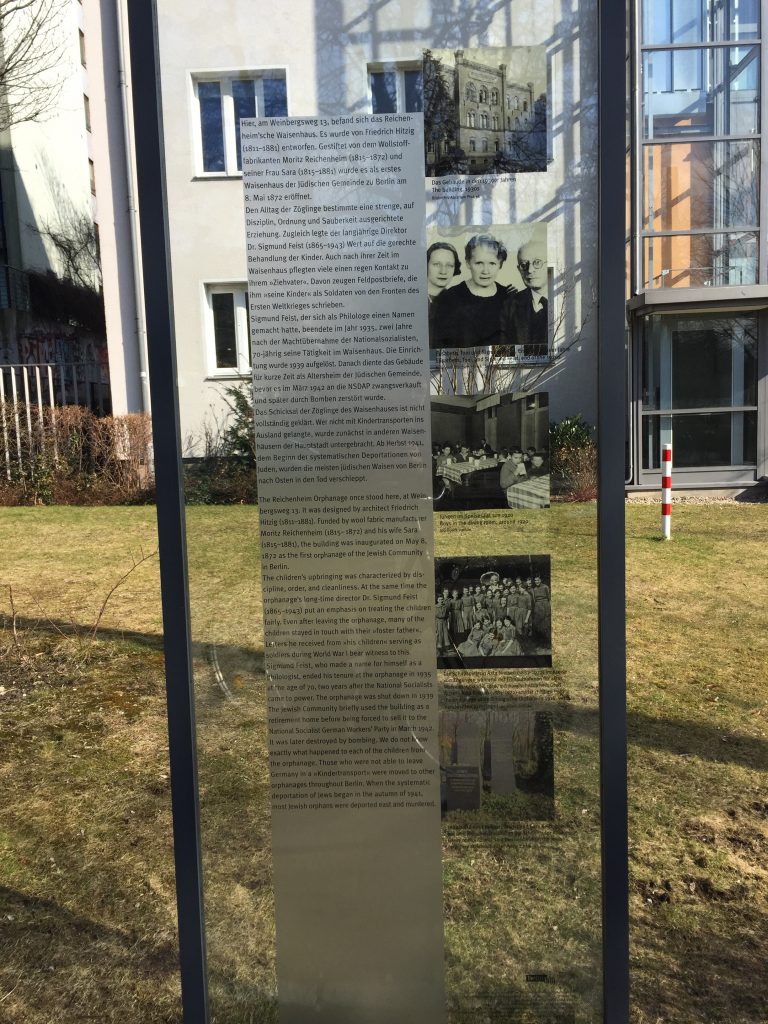 Hier, am Weinbergsweg 13, befand sich das Reichen-
heim'sche Waisenhaus. Es wurde von Friedrich Hitzig
(1811–1881) entworfen. Gestiftet von dem Wollstoff-
fabrikanten Moritz Reichenheim (1815–1872) und
seiner Frau Sara (1815–1881) wurde es als erstes
Waisenhaus der Jüdischen Gemeinde zu Berlin am
8. Mai 1872 eröffnet.
Den Alltag der Zöglinge bestimmte eine strenge, auf
Disziplin, Ordnung und Sauberkeit ausgerichtete
Erziehung. Zugleich legte der langjährige Direktor
Dr. Sigmund Feist (1865–1943) Wert auf die gerechte
Behandlung der Kinder. Auch nach ihrer Zeit im
Waisenhaus pflegten viele einen regen Kontakt zu
ihrem »Ziehvater«. Davon zeugen Feldpostbriefe, die
ihm »seine Kinder« als Soldaten von den Fronten des
Ersten Weltkrieges schrieben.
Sigmund Feist, der sich als Philologe einen Namen
gemacht hatte, beendete im Jahr 1935, zwei Jahre
nach der Machtübernahme der Nationalsozialisten,
70-jährig seine Tätigkeit im Waisenhaus. Die Einrich-
tung wurde 1939 aufgelöst. Danach diente das Gebäude
für kurze Zeit als Altersheim der Jüdischen Gemeinde,
bevor es im März 1942 an die NSDAP zwangsverkauft
und später durch Bomben zerstört wurde.
Das Schicksal der Zöglinge des Waisenhauses ist nicht
vollständig geklärt. Wer nicht mit Kindertransporten ins
Ausland gelangte, wurde zunächst in anderen Waisen-
häusern der Hauptstadt untergebracht. Ab Herbst 1941,
dem Beginn der systematischen Deportationen von
Juden, wurden die meisten jüdischen Waisen von Berlin
nach Osten in den Tod verschleppt.
The Reichenheim Orphanage once stood here, at Wein-
bergsweg 13. It was designed by architect Friedrich
Hitzig (1811–1881). Funded by wool fabric manufacturer
Moritz Reichenheim (1815–1872) and his wife Sara
(1815–1881), the building was inaugurated on May 8,
1872 as the first orphanage of the Jewish Community
in Berlin.
The children's upbringing was characterized by dis-
cipline, order, and cleanliness. At the same time the
orphanage's long-time director Dr. Sigmund Feist
(1865–1943) put an emphasis on treating the children
fairly. Even after leaving the orphanage, many of the
children stayed in touch with their »foster father«.
Letters he received from »his children« serving as
soldiers during World War I bear witness to this.
Sigmund Feist, who made a name for himself as a
philologist, ended his tenure at the orphanage in 1935
at the age of 70, two years after the National Socialists
came to power. The orphanage was shut down in 1939.
The Jewish Community briefly used the building as a
retirement home before being forced to sell it to the
National Socialist German Workers' Party in March 1942.
It was later destroyed by bombing. We do not know
exactly what happened to each of the children from
the orphanage. Those who were not able to leave
Germany in a »Kindertransport« were moved to other
orphanages throughout Berlin. When the systematic
deportation of Jews began in the autumn of 1941,
most Jewish orphans were deported east and murdered.
Das Gebäude in den 1930er Jahren
The building, 1930s
Jungen im Speisesaal, um 1920
Boys in the dining room, around 1920